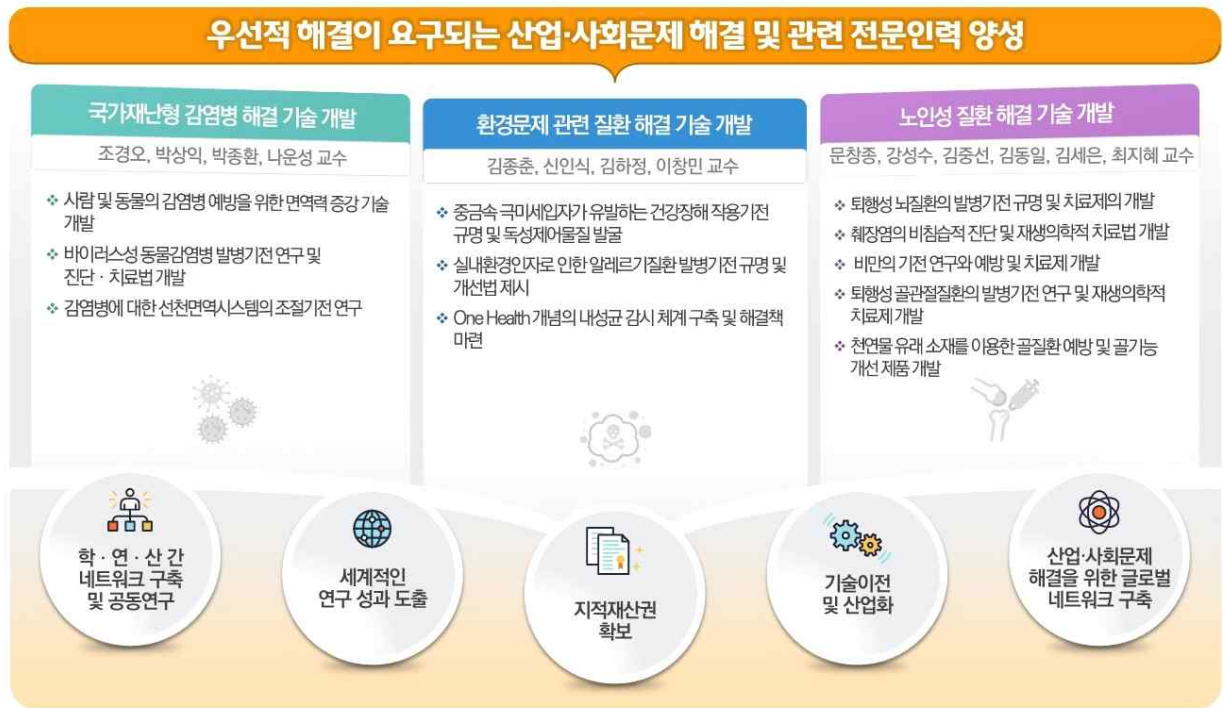 우선적 해결이 요구되는 산업·사회문제 해결 및 관련 전문인력 양성
국가재난형 감염병 해결 기술 개발
조경오, 박상익, 박종환, 나운성 교수
❖ 사람 및 동물의 감염병 예방을 위한 면역력 증강 기술
개발
❖ 바이러스성 동물감염병 발병기전 연구 및
진단 · 치료법 개발
❖ 감염병에 대한 선천면역시스템의 조절기전 연구
환경문제 관련 질환 해결 기술 개발
김종춘, 신인식, 김하정, 이창민 교수
❖ 중금속 극미세입자가 유발하는 건강장해 작용기전
규명 및 독성제어물질 발굴
❖ 실내환경인자로 인한 알레르기질환 발병기전 규명 및
개선법 제시
❖ One Health 개념의 내성균 감시 체계 구축 및 해결책
마련
노인성 질환 해결 기술 개발
문창종, 강성수, 김중선, 김동일, 김세은, 최지혜 교수
❖ 퇴행성 뇌질환의 발병기전 규명 및 치료제의 개발
❖ 췌장염의 비침습적 진단 및 재생의학적 치료법 개발
❖ 비만의 기전 연구와 예방 및 치료제 개발
❖ 퇴행성 골관절질환의 발병기전 연구 및 재생의학적
치료제 개발
❖ 천연물 유래 소재를 이용한 골질환 예방 및 골기능
개선 제품 개발
학 · 연 · 산 간
네트워크 구축
및 공동연구
세계적인
연구 성과 도출
지적재산권
확보
기술이전
및 산업화
산업·사회문제
해결을 위한 글로벌
네트워크 구축